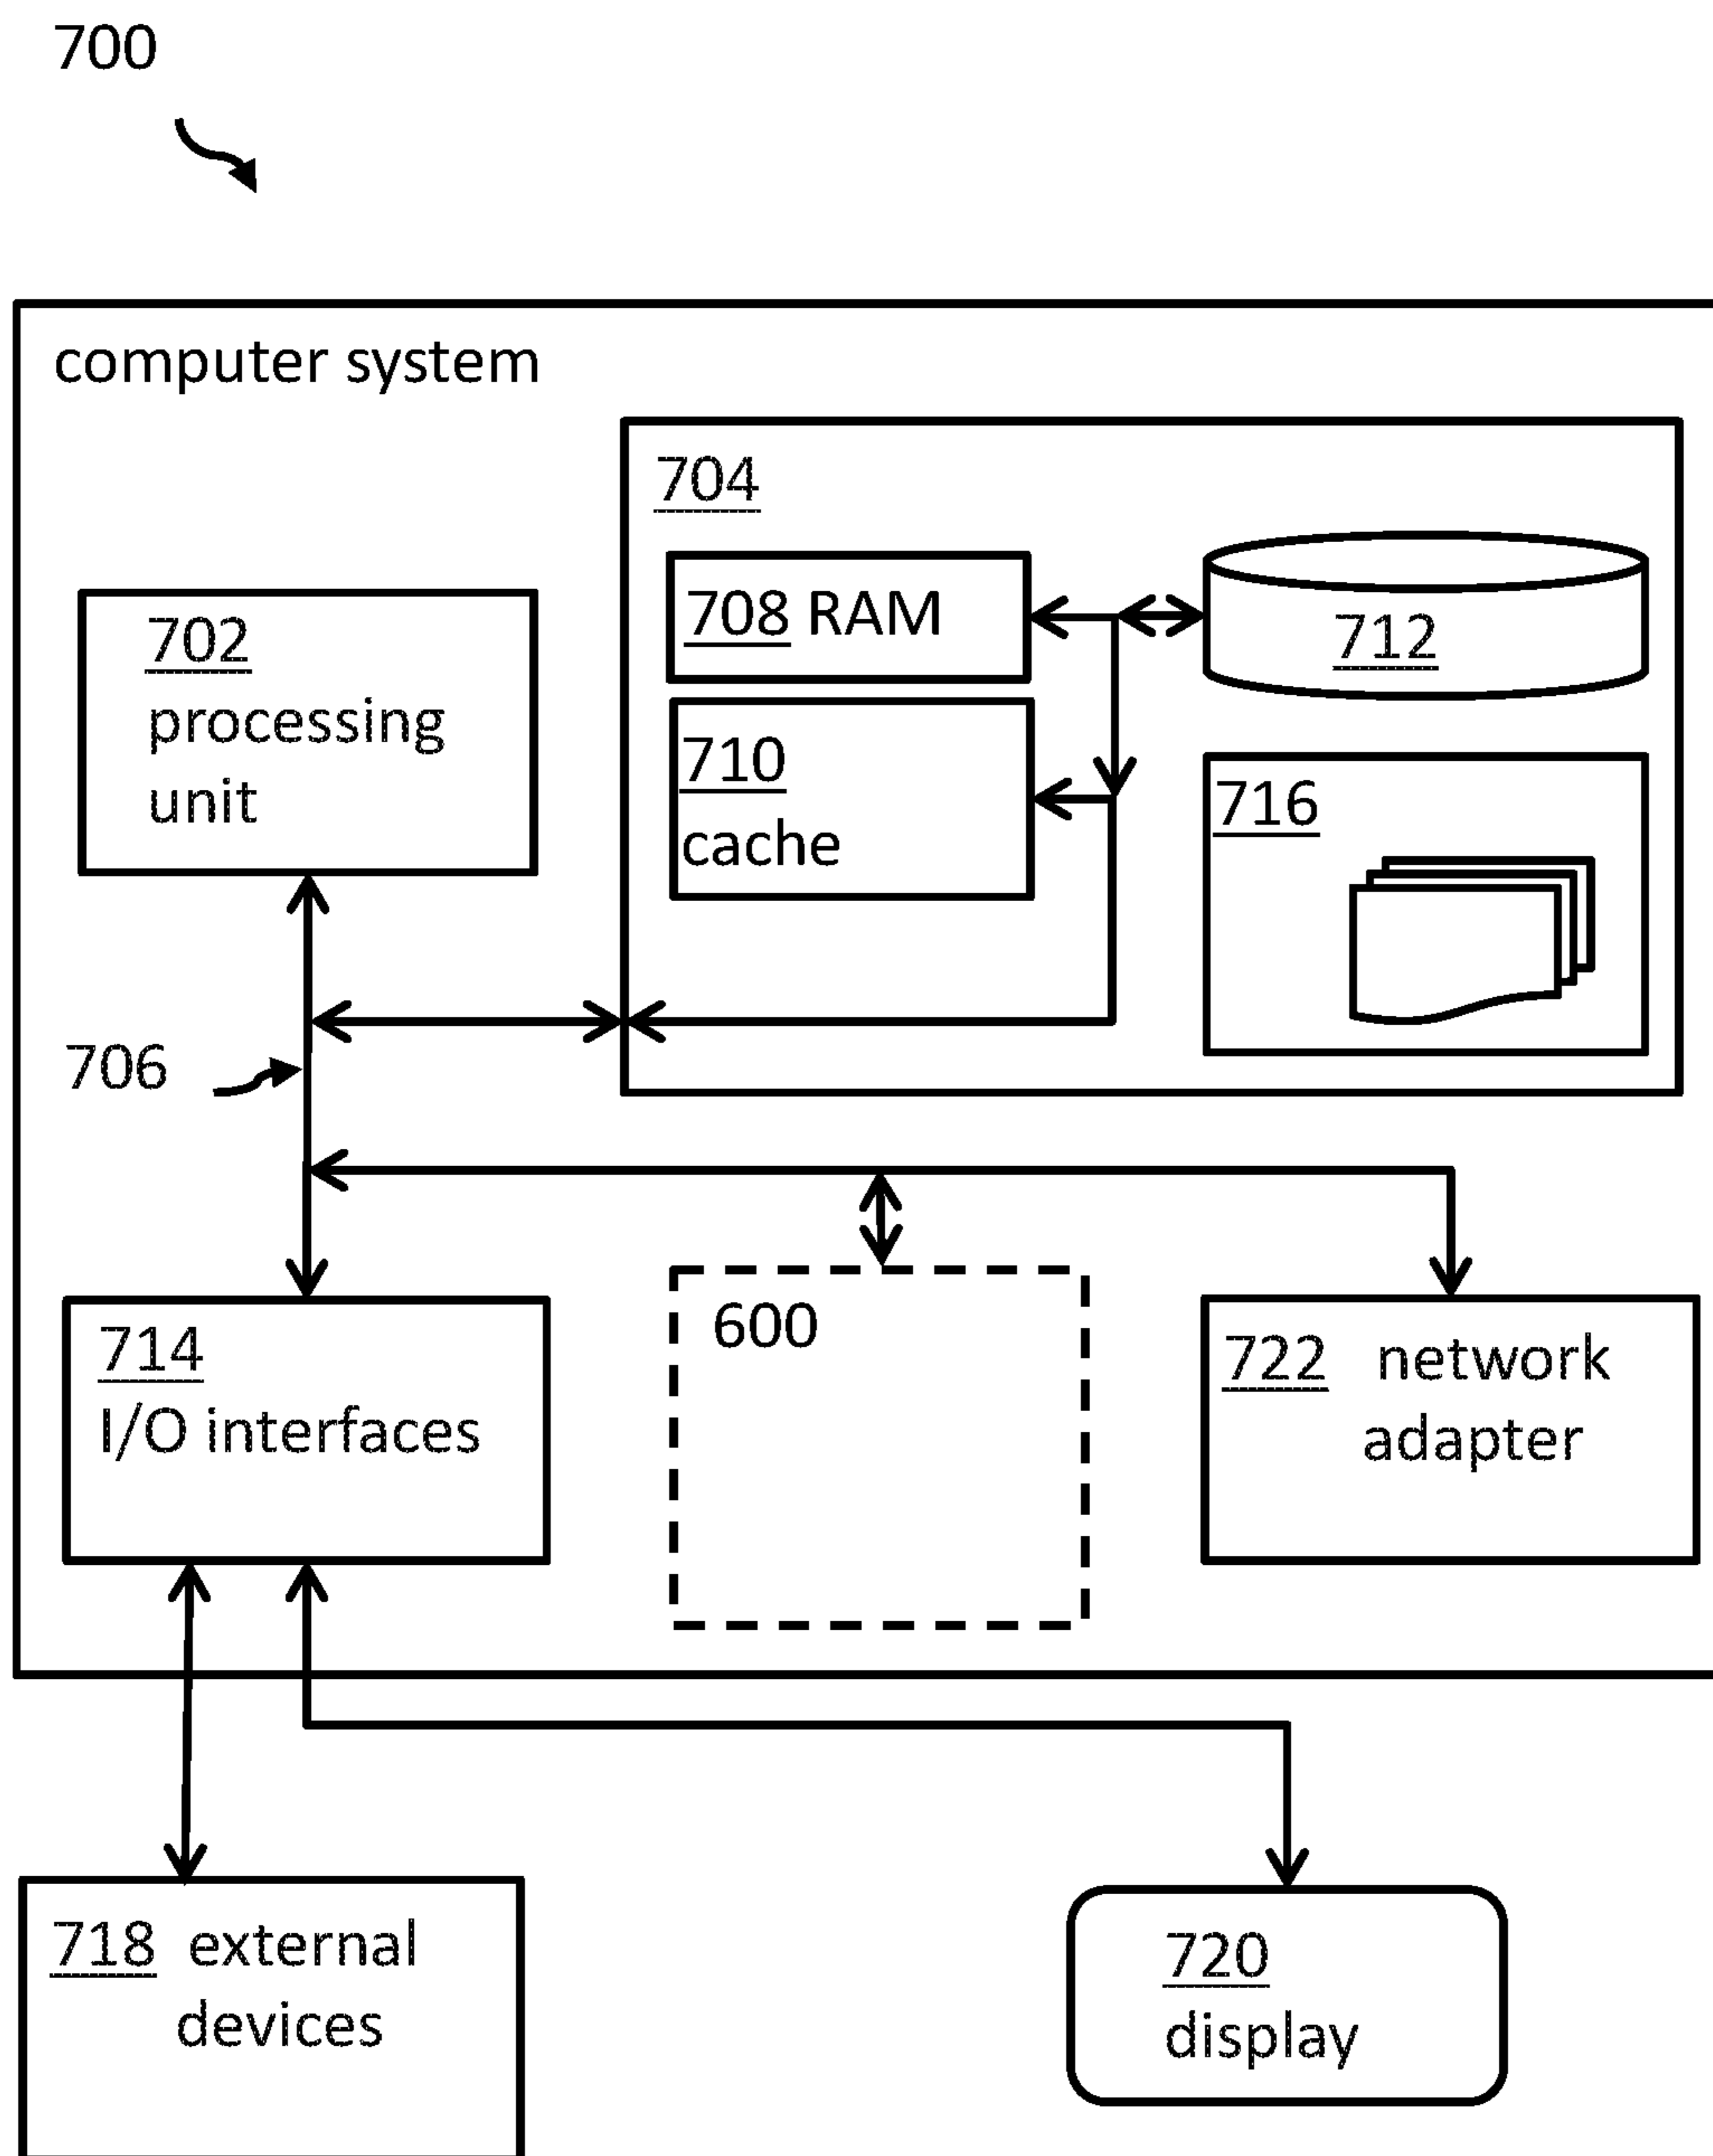 700
computer system
704
708 RAM
712
702
processing
unit
710
cache
716
706
714
I/O interfaces
600
722 network
adapter
718 external
devices
720
display